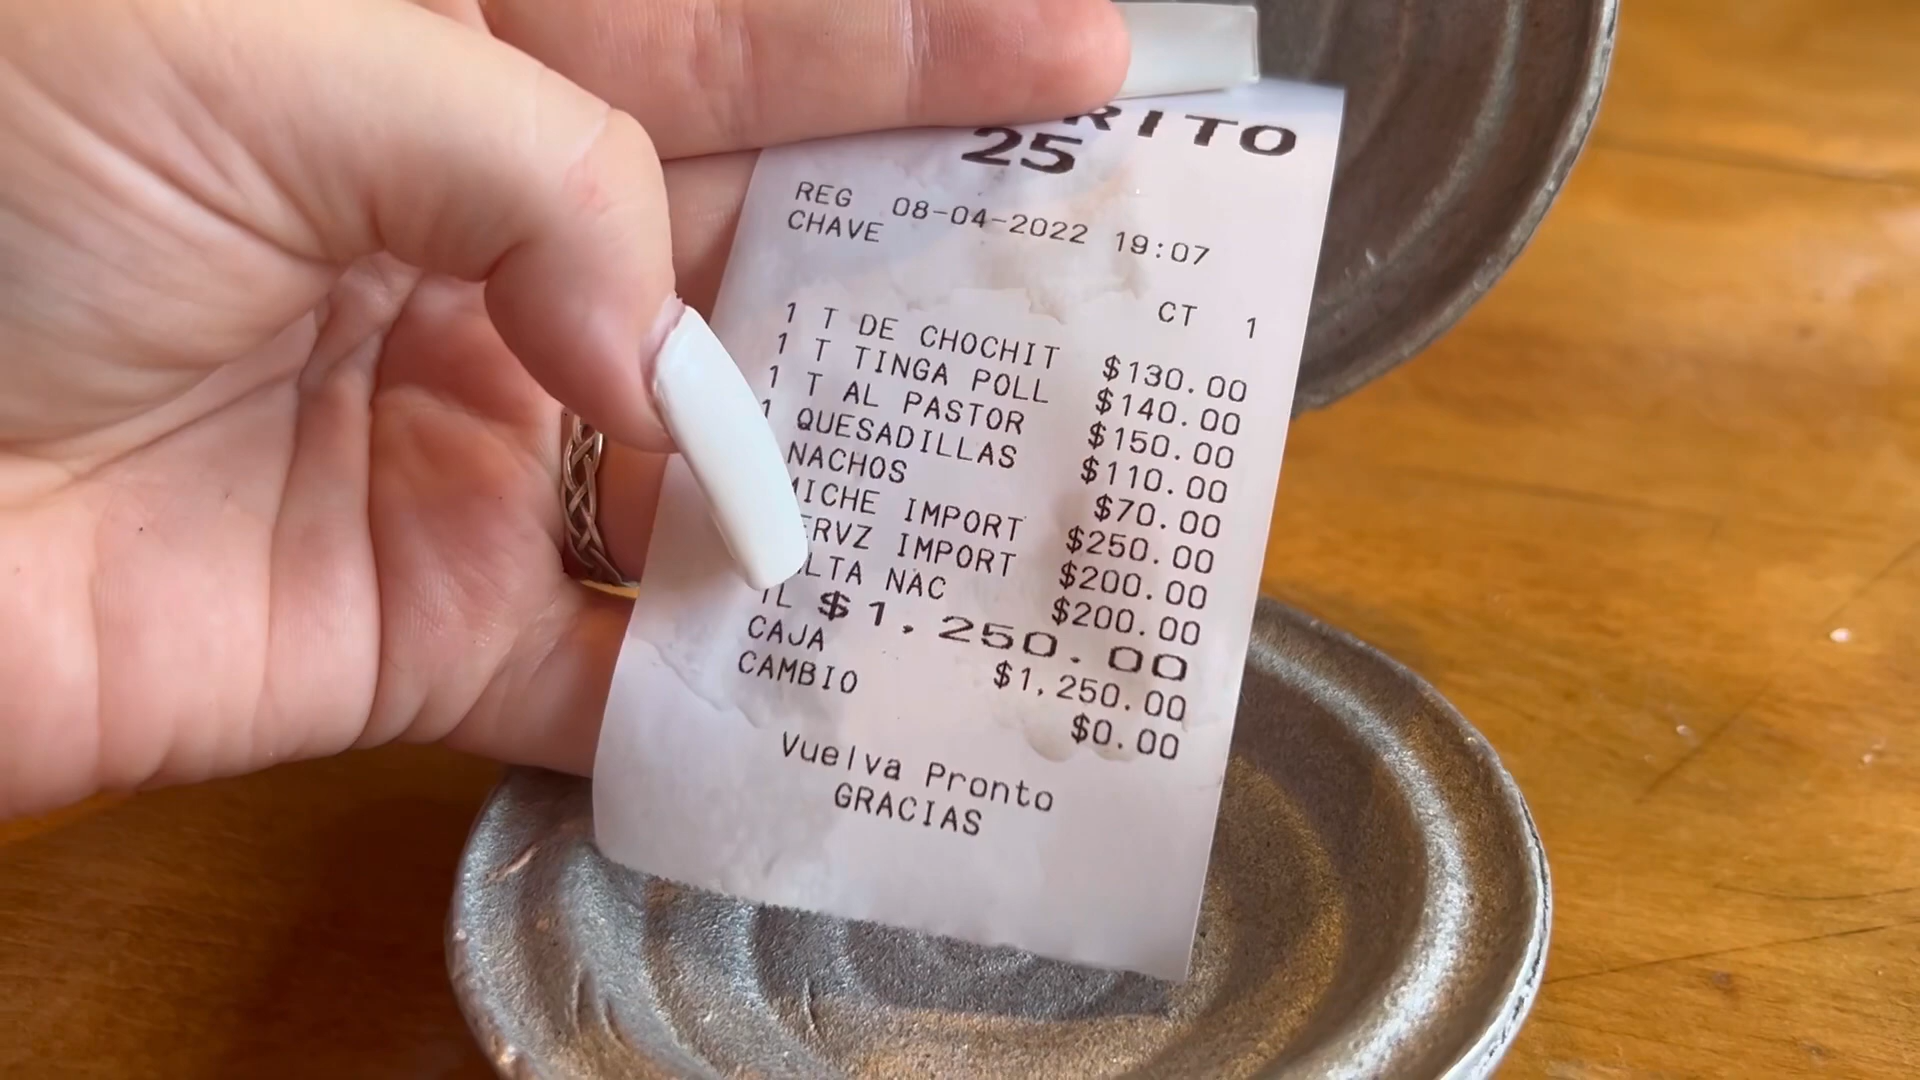 RITO
25
REG 08-04-2022 19:07
CHAVE
CT 1
1 T DE CHOCHIT $130.00
1 T TINGA POLL $140.00
1 T AL PASTOR $150.00
1 QUESADILLAS $110.00
NACHOS $70.00
MICHE IMPORT $250.00
ERVZ IMPORT $200.00
LTA NAC $200.00
TL $1,250.00
CAJA $1,250.00
CAMBIO $0.00
Vuelva Pronto
GRACIAS